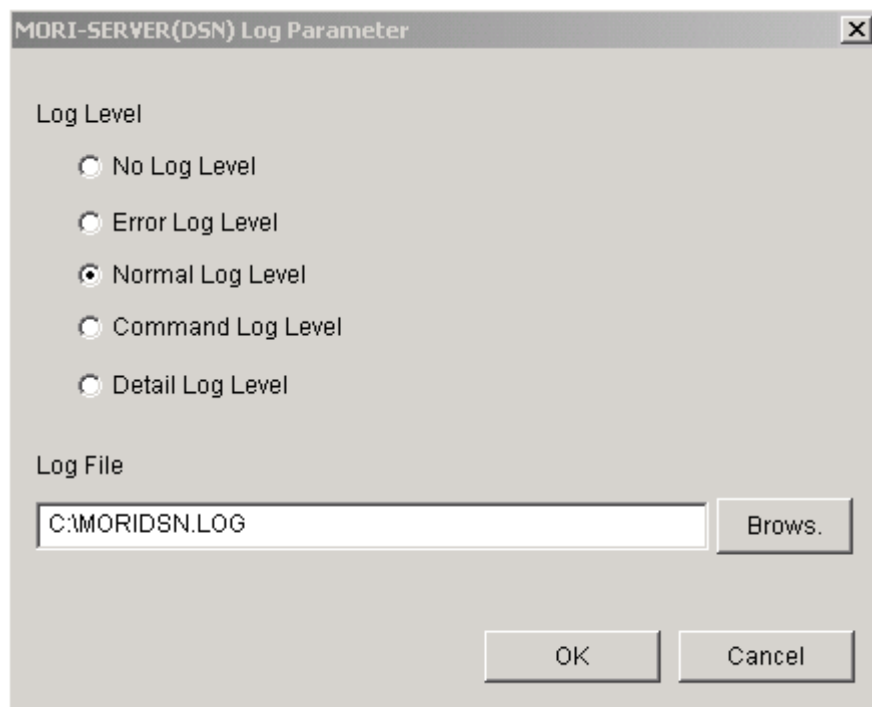 MORI-SERVER(DSN) Log Parameter
Log Level
No Log Level
Error Log Level
Normal Log Level
Command Log Level
Detail Log Level
Log File
C:\MORIDSN.LOG
Brows.
OK
Cancel